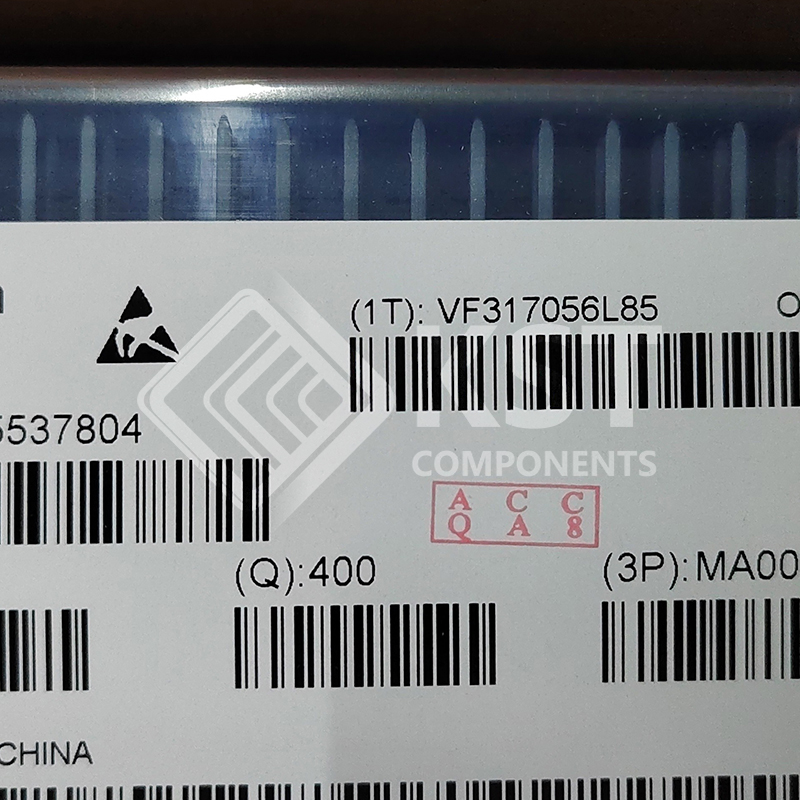 (1T): VF317056L85
5537804
KST
COMPONENTS
A C C
Q A 8
(Q):400
(3P):MA00
CHINA